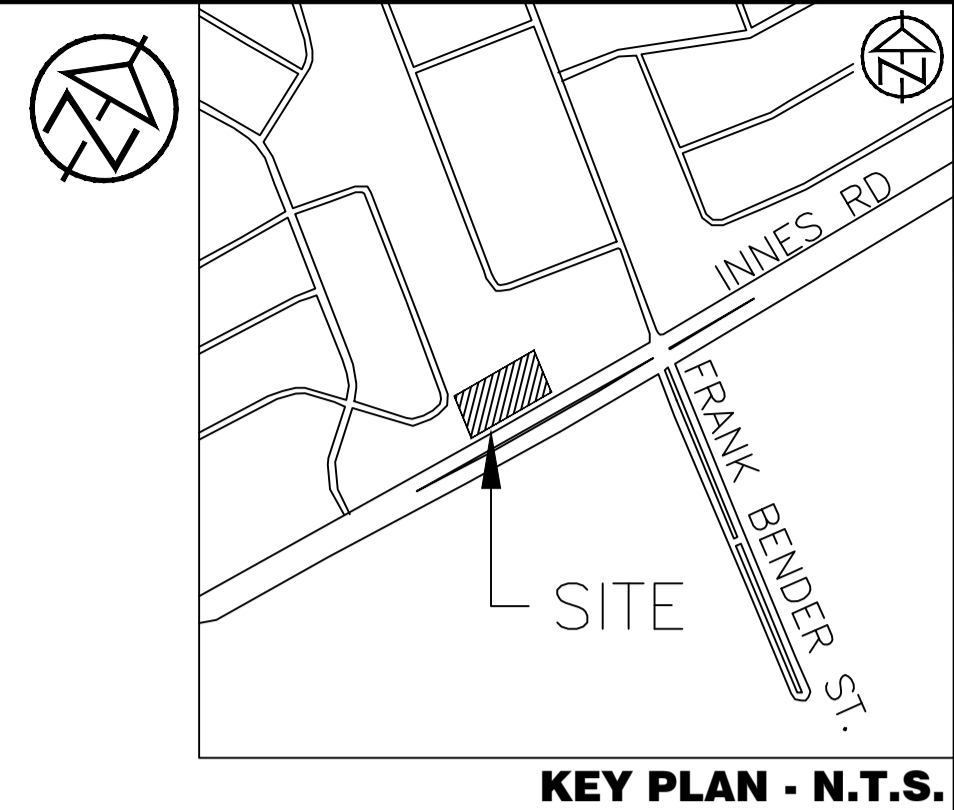 INNES RD
FRANK BENDER ST.
SITE
KEY PLAN - N.T.S.